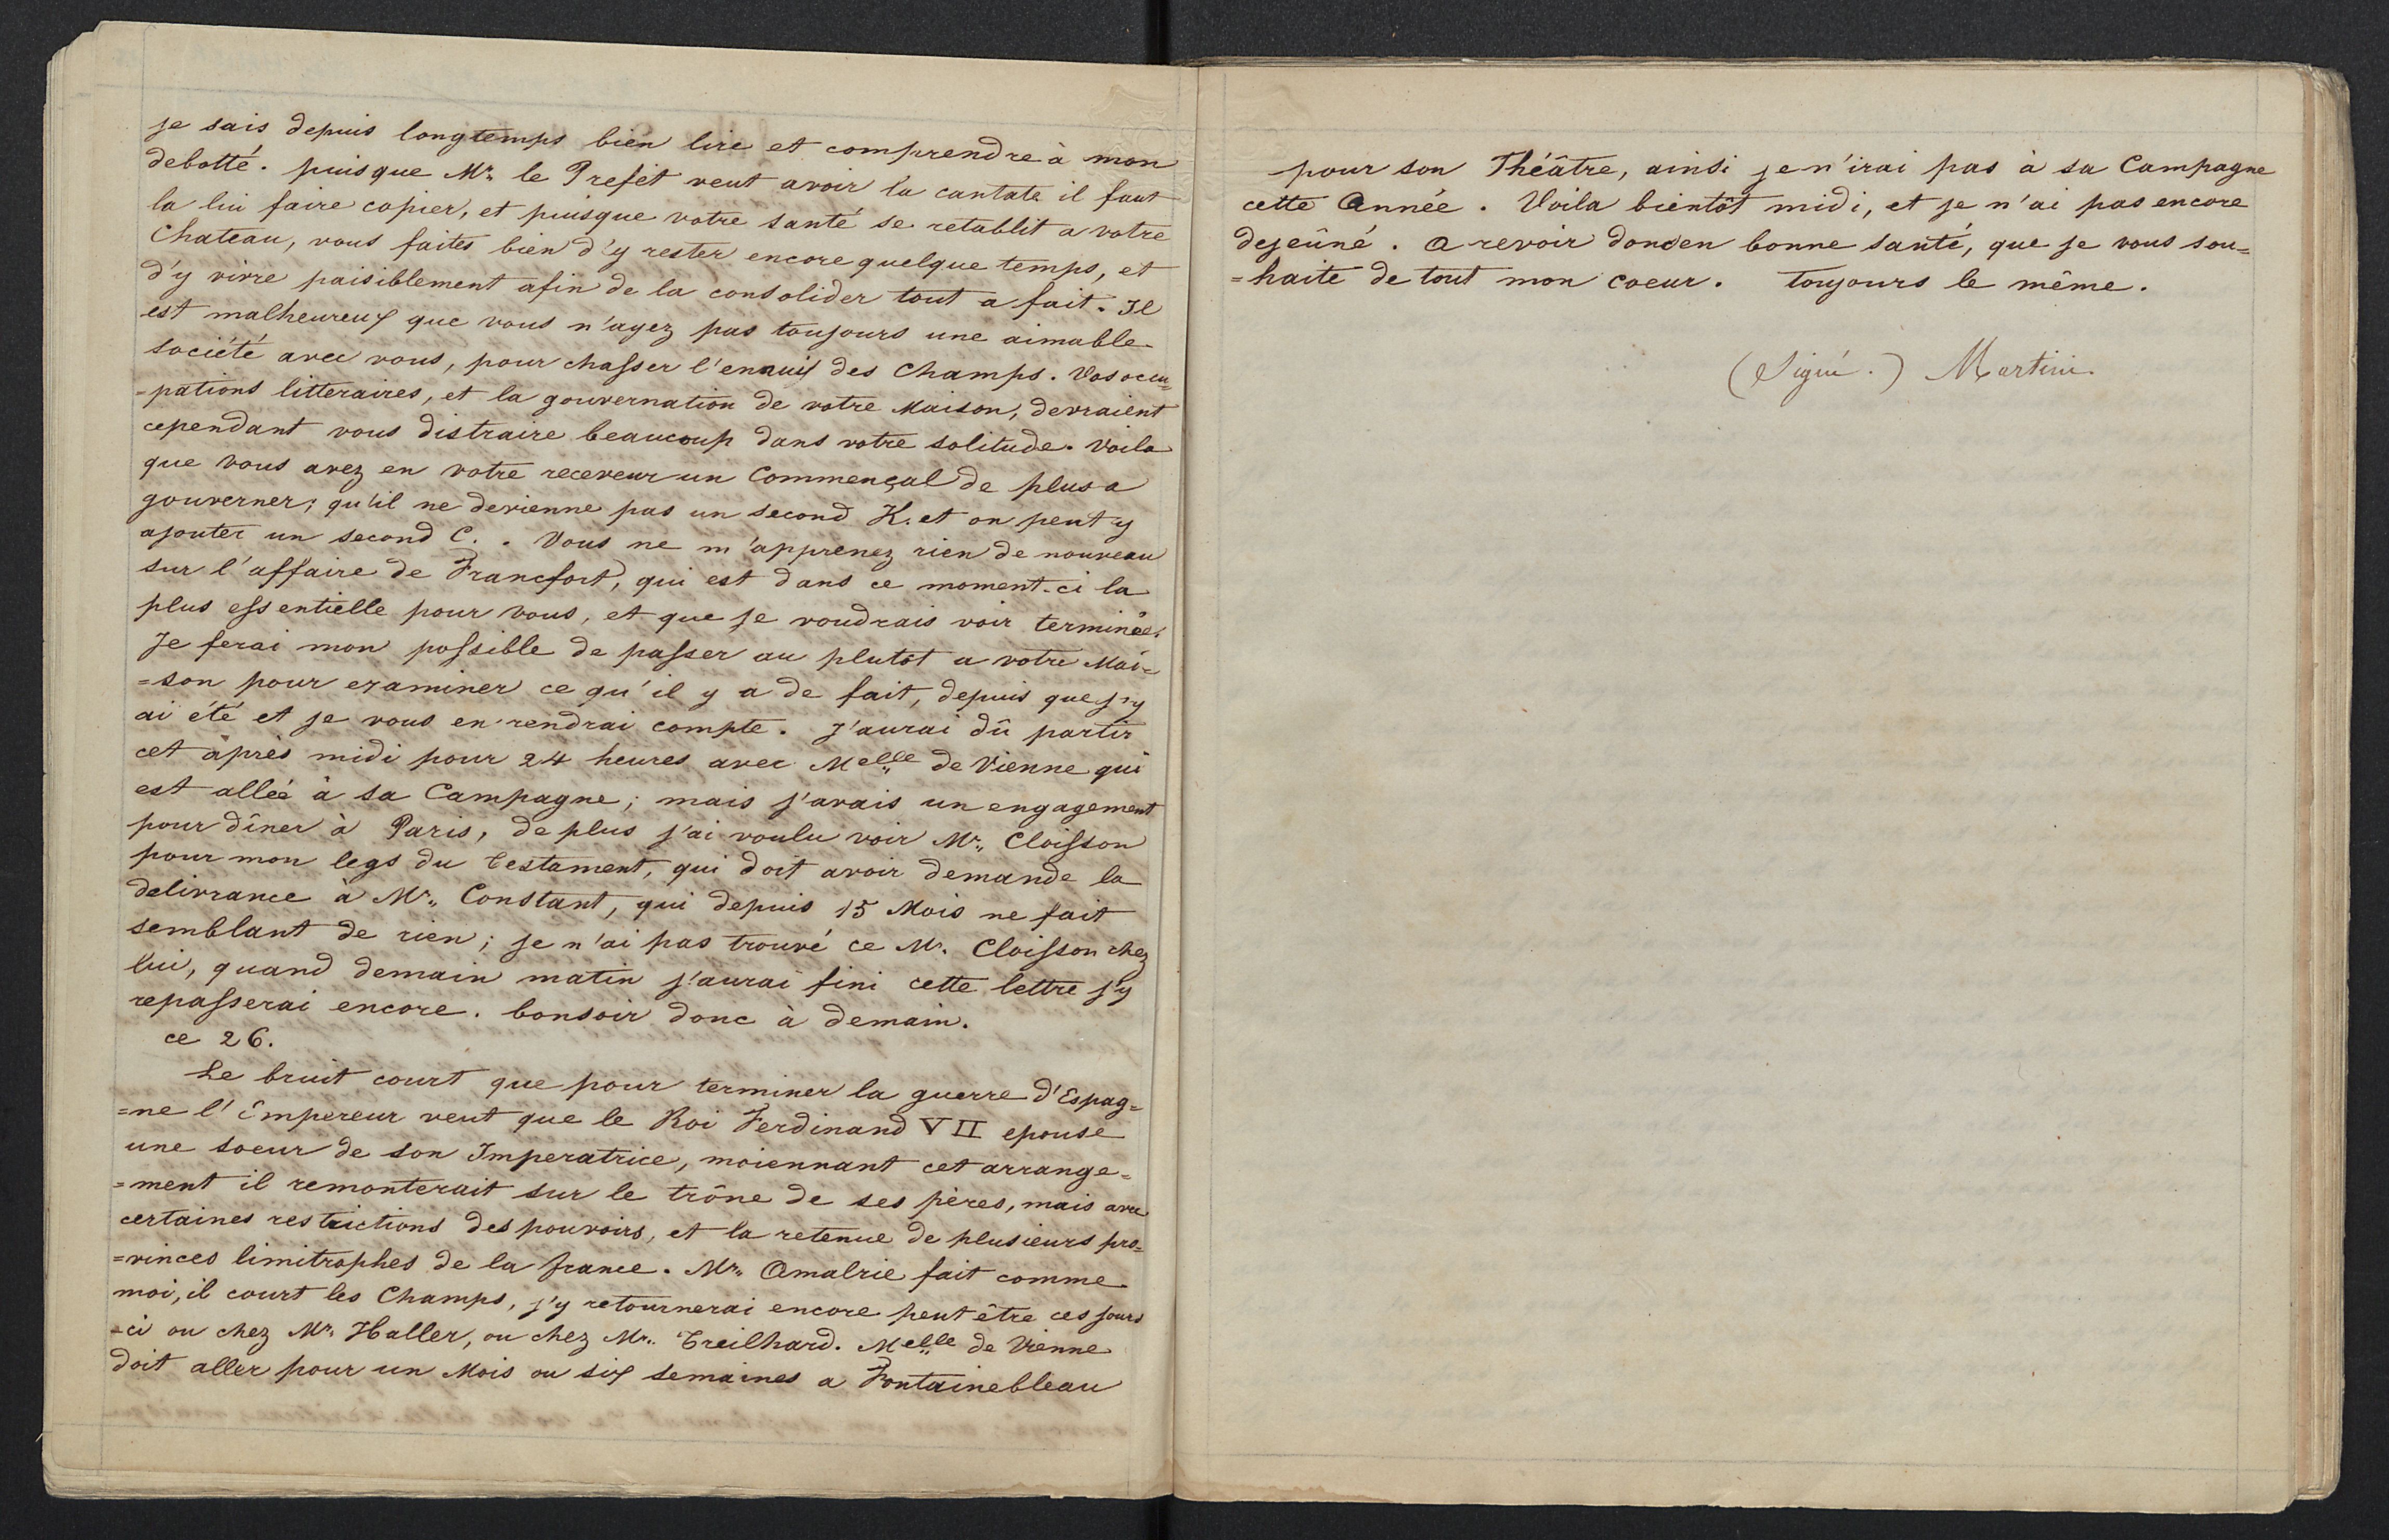 je sais depuis longtemps bien lire et comprendre à mon
debotté. puisque Mr. le Prefét veut avoir la cantate il faut
la lui faire copier, et puisque votre santé se retablit a votre
Chateau, vous faites bien d'y rester encore quelque temps, et
d'y vivre paisiblement afin de la consolider tout a fait. Il
est malheureux que vous n'ayez pas toujours une aimable
société avec vous, pour chasser l'ennuis des Champs. Vos occu=
=pations litteraires, et la gouvernation de votre Maison, devraient
cependant vous distraire beaucoup dans votre solitude. Voila
que vous avez en votre receveur un Commençal de plus a
gouverner; qu'il ne devienne pas un second K. et on peut y
ajouter un second C. . Vous ne m'apprenez rien de nouveau
sur l'affaire de Francfort, qui est dans ce moment-ci la
plus essentielle pour vous, et que je voudrais voir terminée.
Je ferai mon possible de passer au plutôt a votre Mai=
=son pour examiner ce qu'il y a de fait, depuis que j'y
ai été et je vous en rendrai compte. J'aurai dû partir
cet après midi pour 24 heures avec Melle de Vienne qui
est allée à sa Campagne; mais j'avais un engagement
pour dîner à Paris, de plus j'ai voulu voir Mr. Cloisson
pour mon legs du testament, qui doit avoir demande la
delivrance à Mr. Constant, qui depuis 15 Mois ne fait
semblant de rien; je n'ai pas trouvé ce Mr. Cloisson chez
lui, quand demain matin j'aurai fini cette lettre j'y
repasserai encore. bonsoir donc à demain.
ce 26.
Le bruit court que pour terminer la guerre d'Espag=
=ne l'Empereur veut que le Roi Ferdinand VII epouse
une soeur de son Imperatrice, moiennant cet arrange=
=ment il remonterait sur le trône de ses pères, mais avec
certaines restrictions des pouvoirs, et la retenue de plusieurs pro=
=vinces limitrophes de la france. Mr. Amalric fait comme
moi, il court les Champs, j'y retournerai encore peut être ces jours
-ci ou chez Mr. Haller, ou chez Mr. Treilhard. Melle de Vienne
doit aller pour un Mois ou six semaines a Fontainebleau
pour son Théâtre, ainsi je n'irai pas à sa Campagne
cette Année. Voila bientôt midi, et je n'ai pas encore
dejeûné. A revoir donc en bonne santé, que je vous sou=
=haite de tout mon coeur. toujours le même.
(Signé.) Martini.